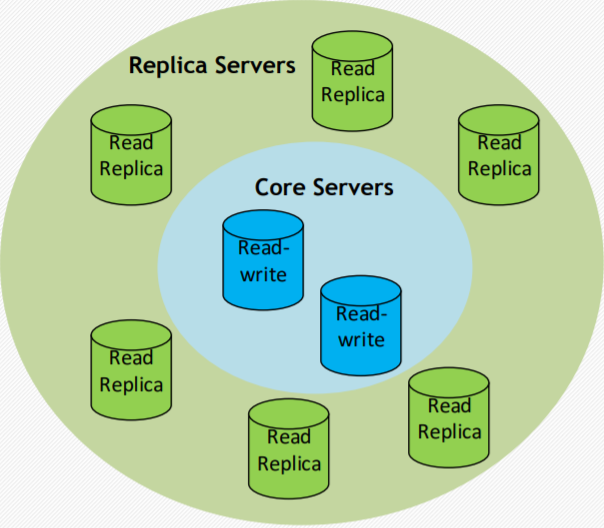 Replica Servers
Read
Replica
Read
Replica
Read
Replica
Core Servers
Read-
write
Read-
write
Read
Replica
Read
Replica
Read
Replica